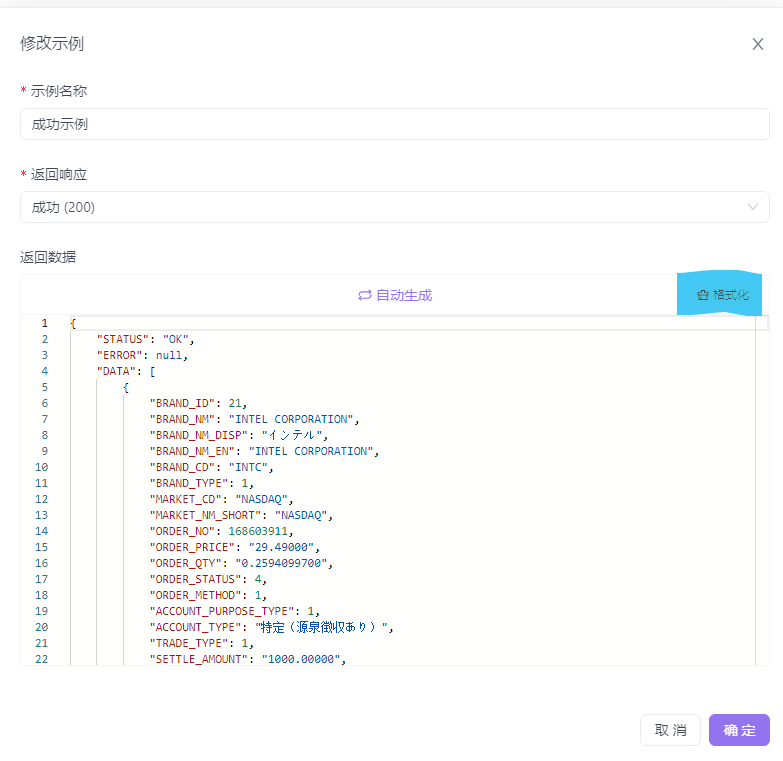 修改示例
* 示例名称
成功示例
* 返回响应
成功 (200)
返回数据
自动生成 格式化
1 {
2 "STATUS": "OK",
3 "ERROR": null,
4 "DATA": [
5 {
6 "BRAND_ID": 21,
7 "BRAND_NM": "INTEL CORPORATION",
8 "BRAND_NM_DISP": "インテル",
9 "BRAND_NM_EN": "INTEL CORPORATION",
10 "BRAND_CD": "INTC",
11 "BRAND_TYPE": 1,
12 "MARKET_CD": "NASDAQ",
13 "MARKET_NM_SHORT": "NASDAQ",
14 "ORDER_NO": 168603911,
15 "ORDER_PRICE": "29.49000",
16 "ORDER_QTY": "0.2594099700",
17 "ORDER_STATUS": 4,
18 "ORDER_METHOD": 1,
19 "ACCOUNT_PURPOSE_TYPE": 1,
20 "ACCOUNT_TYPE": "特定（源泉徴収あり）",
21 "TRADE_TYPE": 1,
22 "SETTLE_AMOUNT": "1000.00000",
取 消 确 定